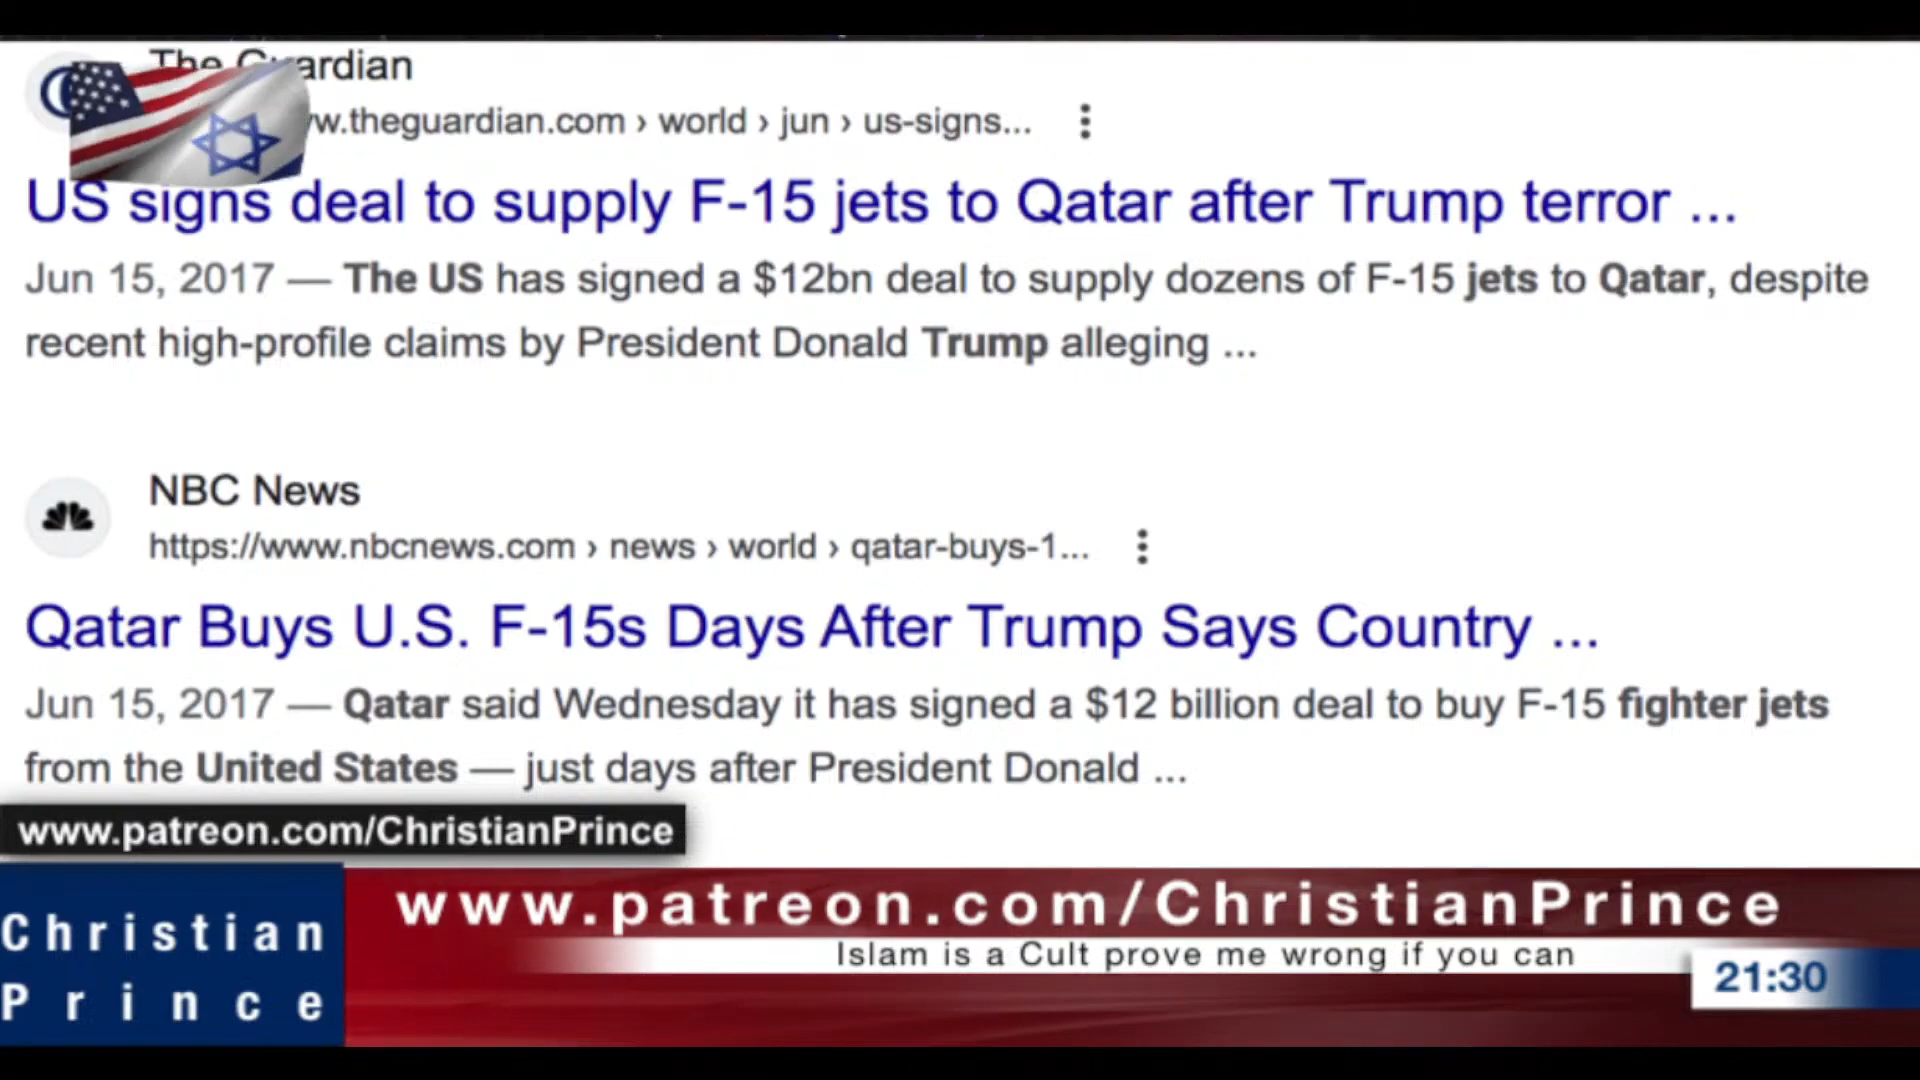 The Guardian
w.theguardian.com › world › jun › us-signs...
US signs deal to supply F-15 jets to Qatar after Trump terror ...
Jun 15, 2017 — The US has signed a $12bn deal to supply dozens of F-15 jets to Qatar, despite
recent high-profile claims by President Donald Trump alleging ...
NBC News
https://www.nbcnews.com › news › world › qatar-buys-1...
Qatar Buys U.S. F-15s Days After Trump Says Country ...
Jun 15, 2017 — Qatar said Wednesday it has signed a $12 billion deal to buy F-15 fighter jets
from the United States — just days after President Donald ...
www.patreon.com/ChristianPrince
Christian
Prince
www.patreon.com/ChristianPrince
Islam is a Cult prove me wrong if you can
21:30